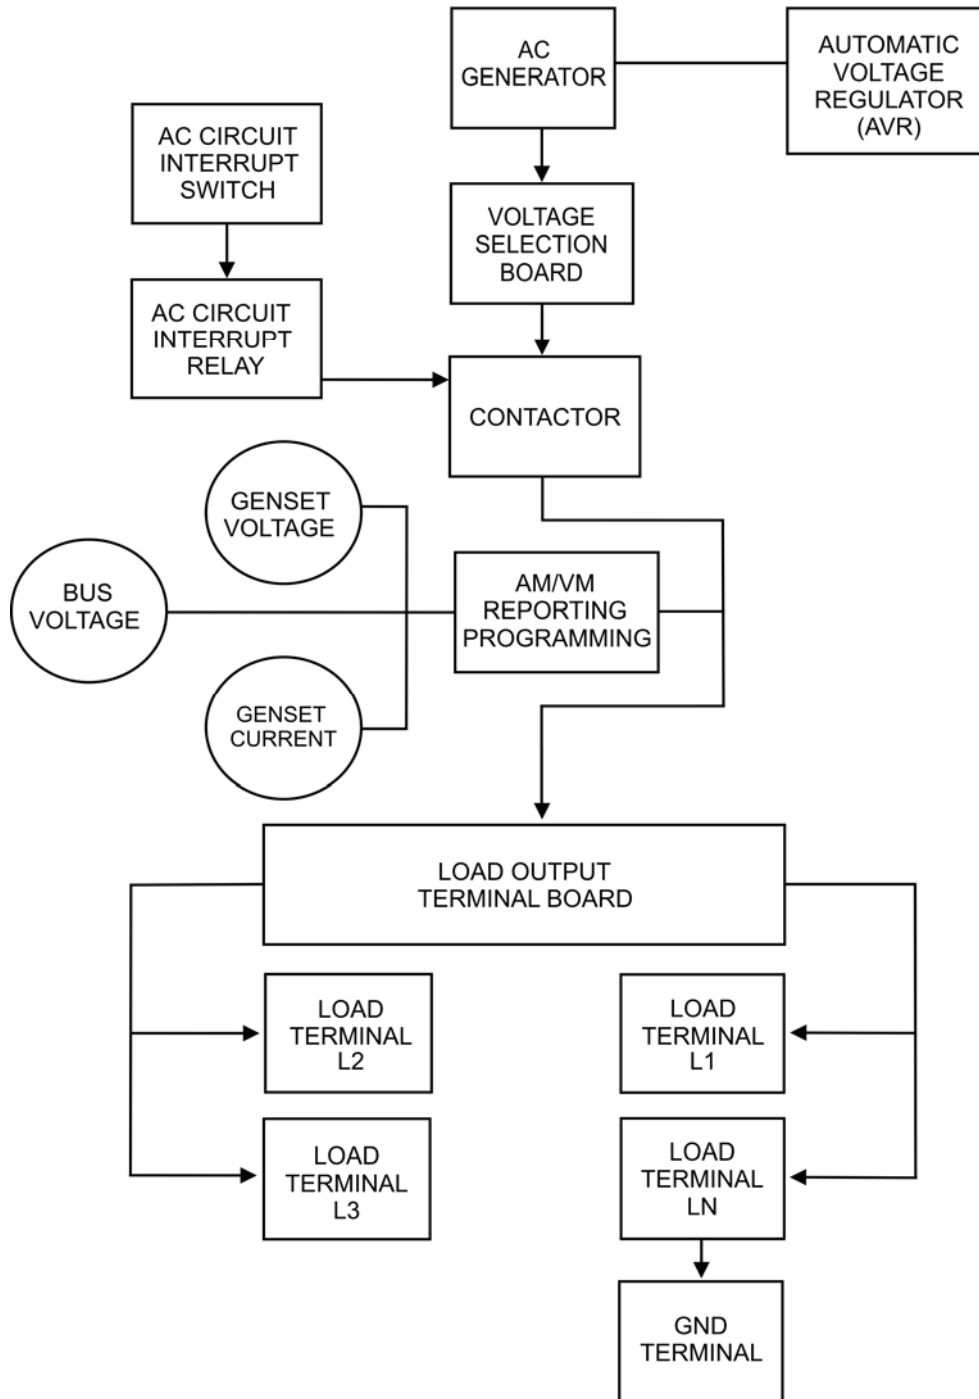 AC
GENERATOR
AUTOMATIC
VOLTAGE
REGULATOR
(AVR)
AC CIRCUIT
INTERRUPT
SWITCH
VOLTAGE
SELECTION
BOARD
AC CIRCUIT
INTERRUPT
RELAY
CONTACTOR
GENSET
VOLTAGE
BUS
VOLTAGE
AM/VM
REPORTING
PROGRAMMING
GENSET
CURRENT
LOAD OUTPUT
TERMINAL BOARD
LOAD
TERMINAL
L2
LOAD
TERMINAL
L1
LOAD
TERMINAL
L3
LOAD
TERMINAL
LN
GND
TERMINAL